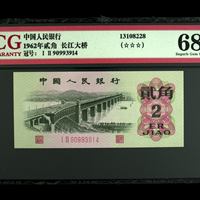 CG
中国人民银行
1962年贰角 长江大桥
冠号: I II 90993914
13108228
(☆☆☆)
68
Superb Gem
中国人民银行
贰角
2
ER JIAO
I II 90993914